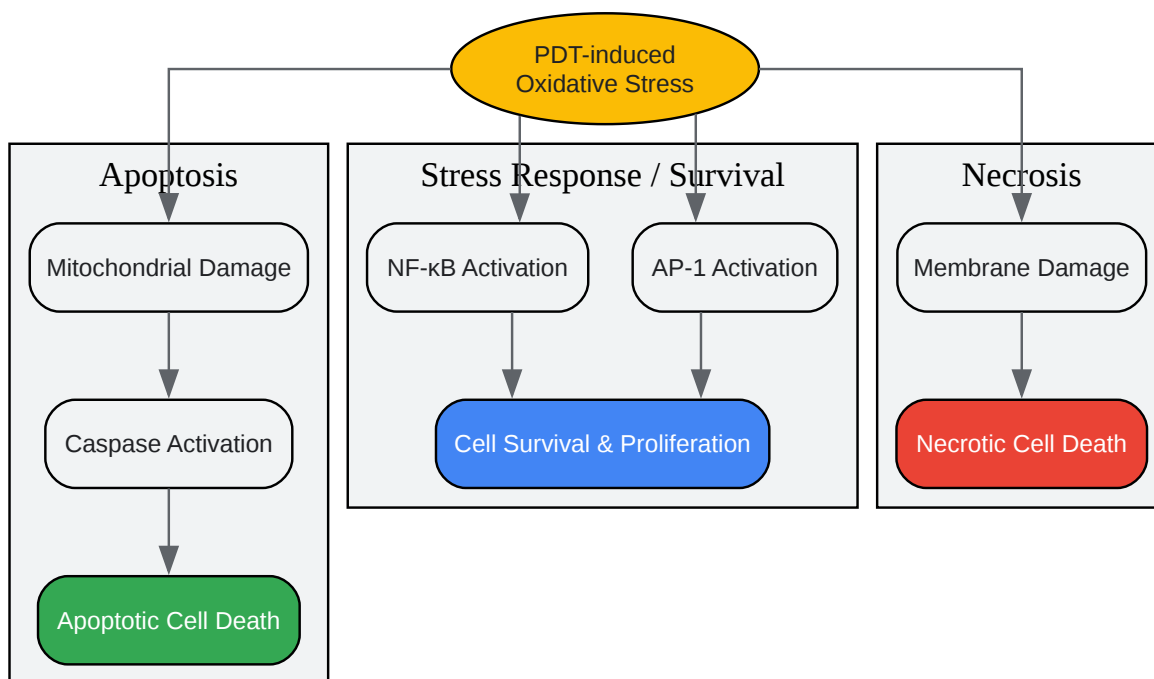 PDT-induced
Oxidative Stress
Apoptosis
Stress Response / Survival
Necrosis
Mitochondrial Damage
NF-κB Activation
AP-1 Activation
Membrane Damage
Caspase Activation
Cell Survival & Proliferation
Necrotic Cell Death
Apoptotic Cell Death